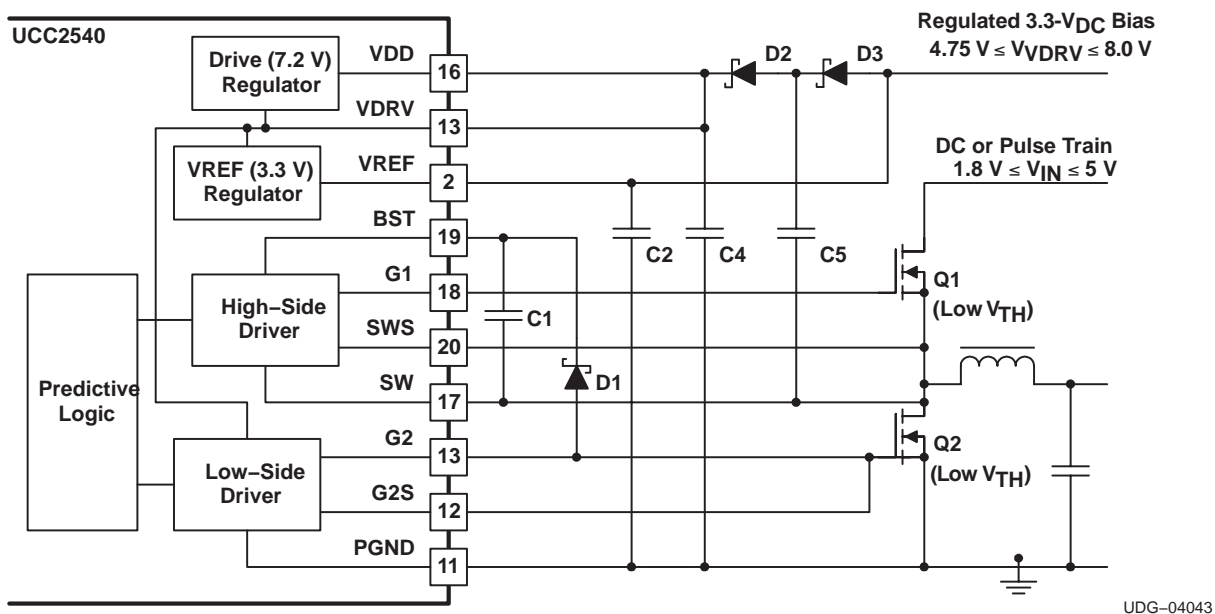 UCC2540
Regulated 3.3-VDC Bias
4.75 V ≤ VVDRV ≤ 8.0 V
Drive (7.2 V)
Regulator
VDD
16
D2
D3
VDRV
13
DC or Pulse Train
1.8 V ≤ VIN ≤ 5 V
VREF (3.3 V)
Regulator
VREF
2
BST
19
C2
C4
C5
G1
18
Q1
(Low VTH)
High−Side
Driver
C1
SWS
20
SW
17
D1
Predictive
Logic
G2
13
Q2
(Low VTH)
Low−Side
Driver
G2S
12
PGND
11
UDG−04043